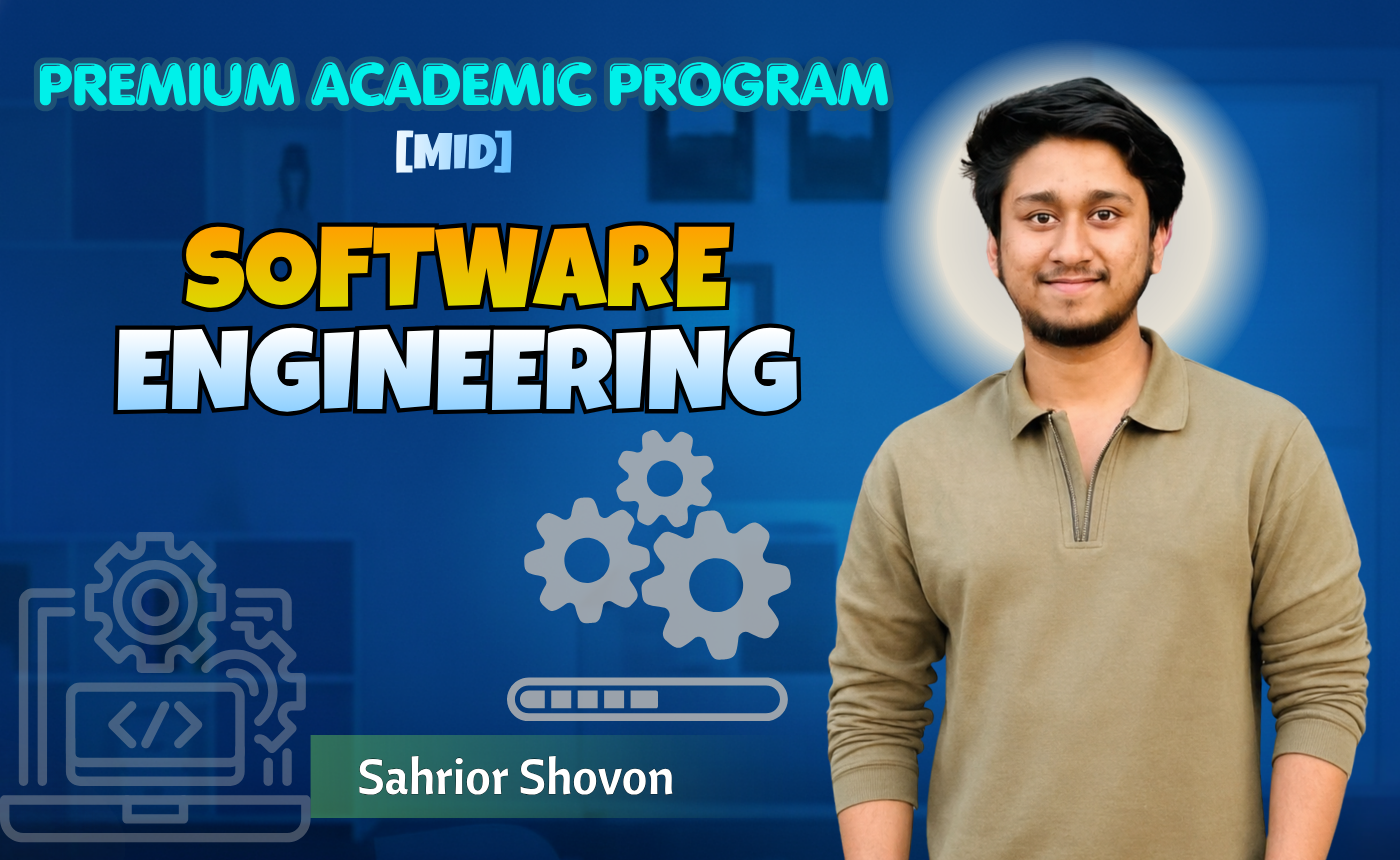 PREMIUM ACADEMIC PROGRAM
[MID]
SOFTWARE
ENGINEERING
</>
Sahrior Shovon